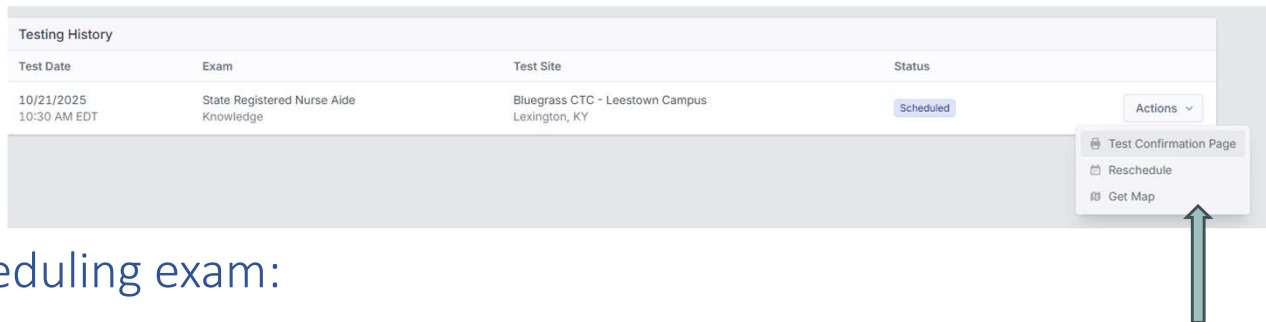 Testing History
Test Date Exam Test Site Status
10/21/2025 State Registered Nurse Aide Bluegrass CTC - Leestown Campus Scheduled Actions
10:30 AM EDT Knowledge Lexington, KY
Test Confirmation Page
Reschedule
Get Map
eduling exam: